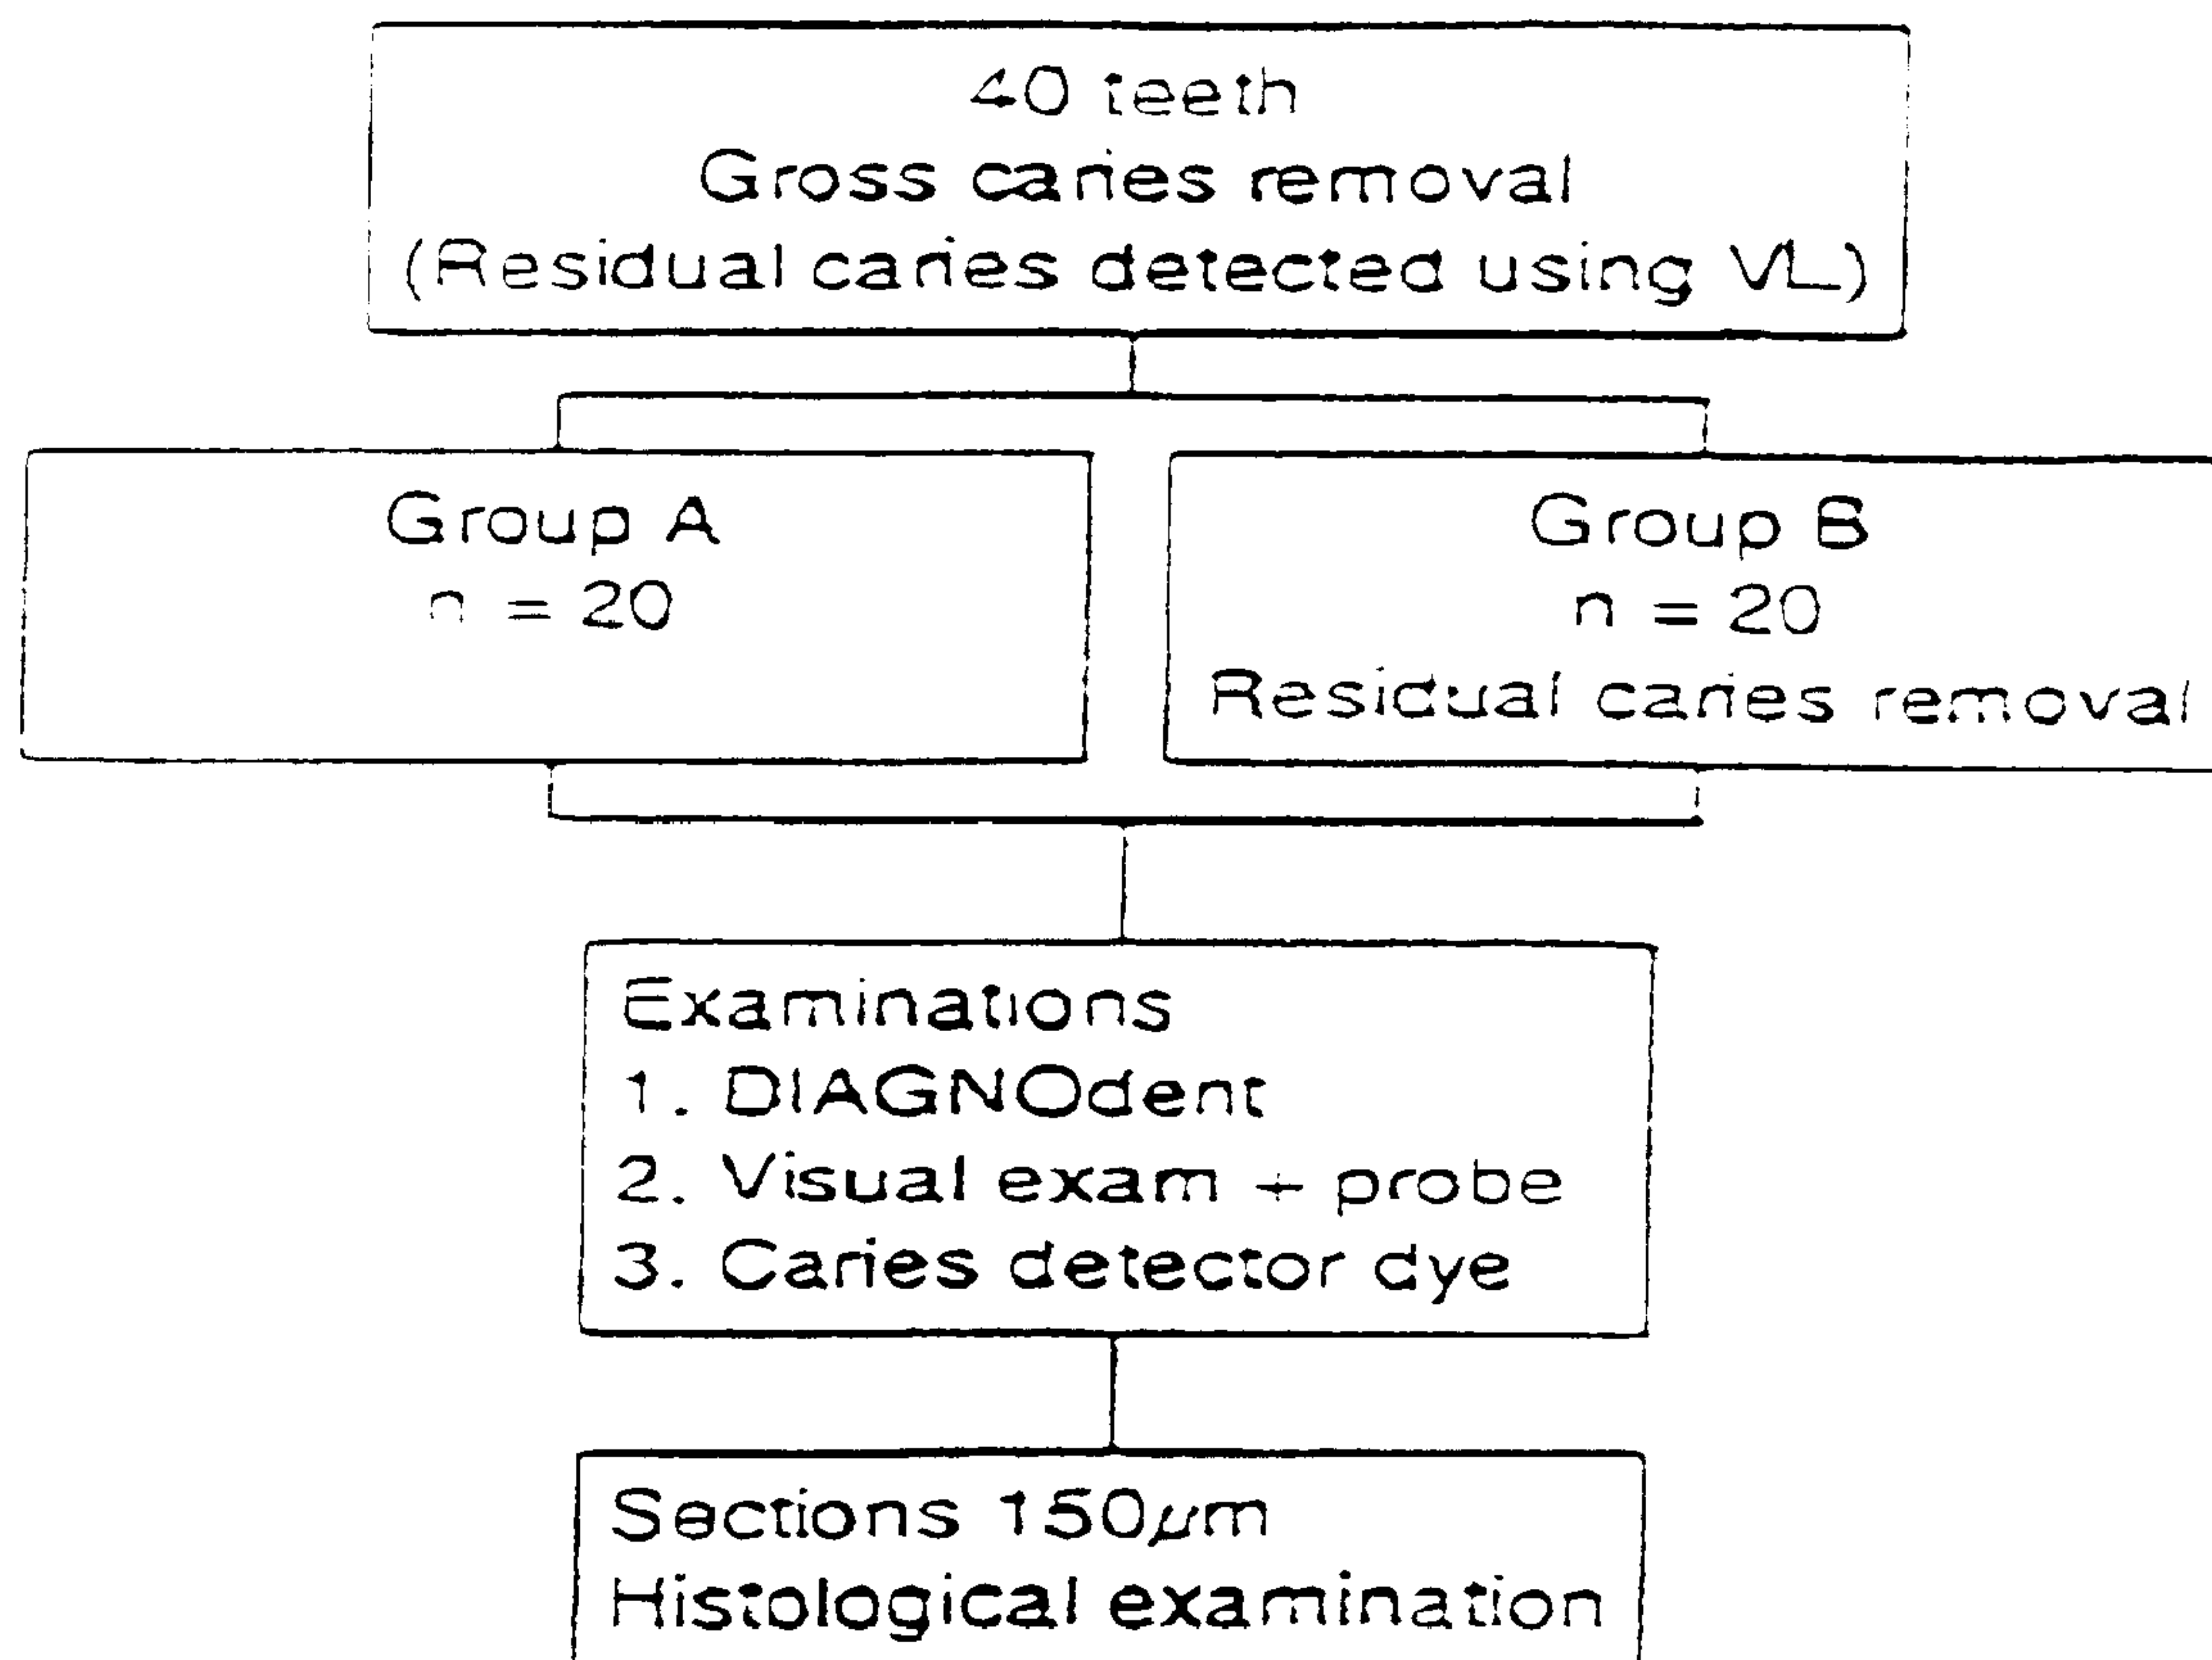 40 teeth
Gross caries removal
(Residual caries detected using VL)
Group A
n = 20
Group B
n = 20
Residual caries removal
Examinations
1. DIAGNOdent
2. Visual exam + probe
3. Caries detector dye
Sections 150µm
Histological examination